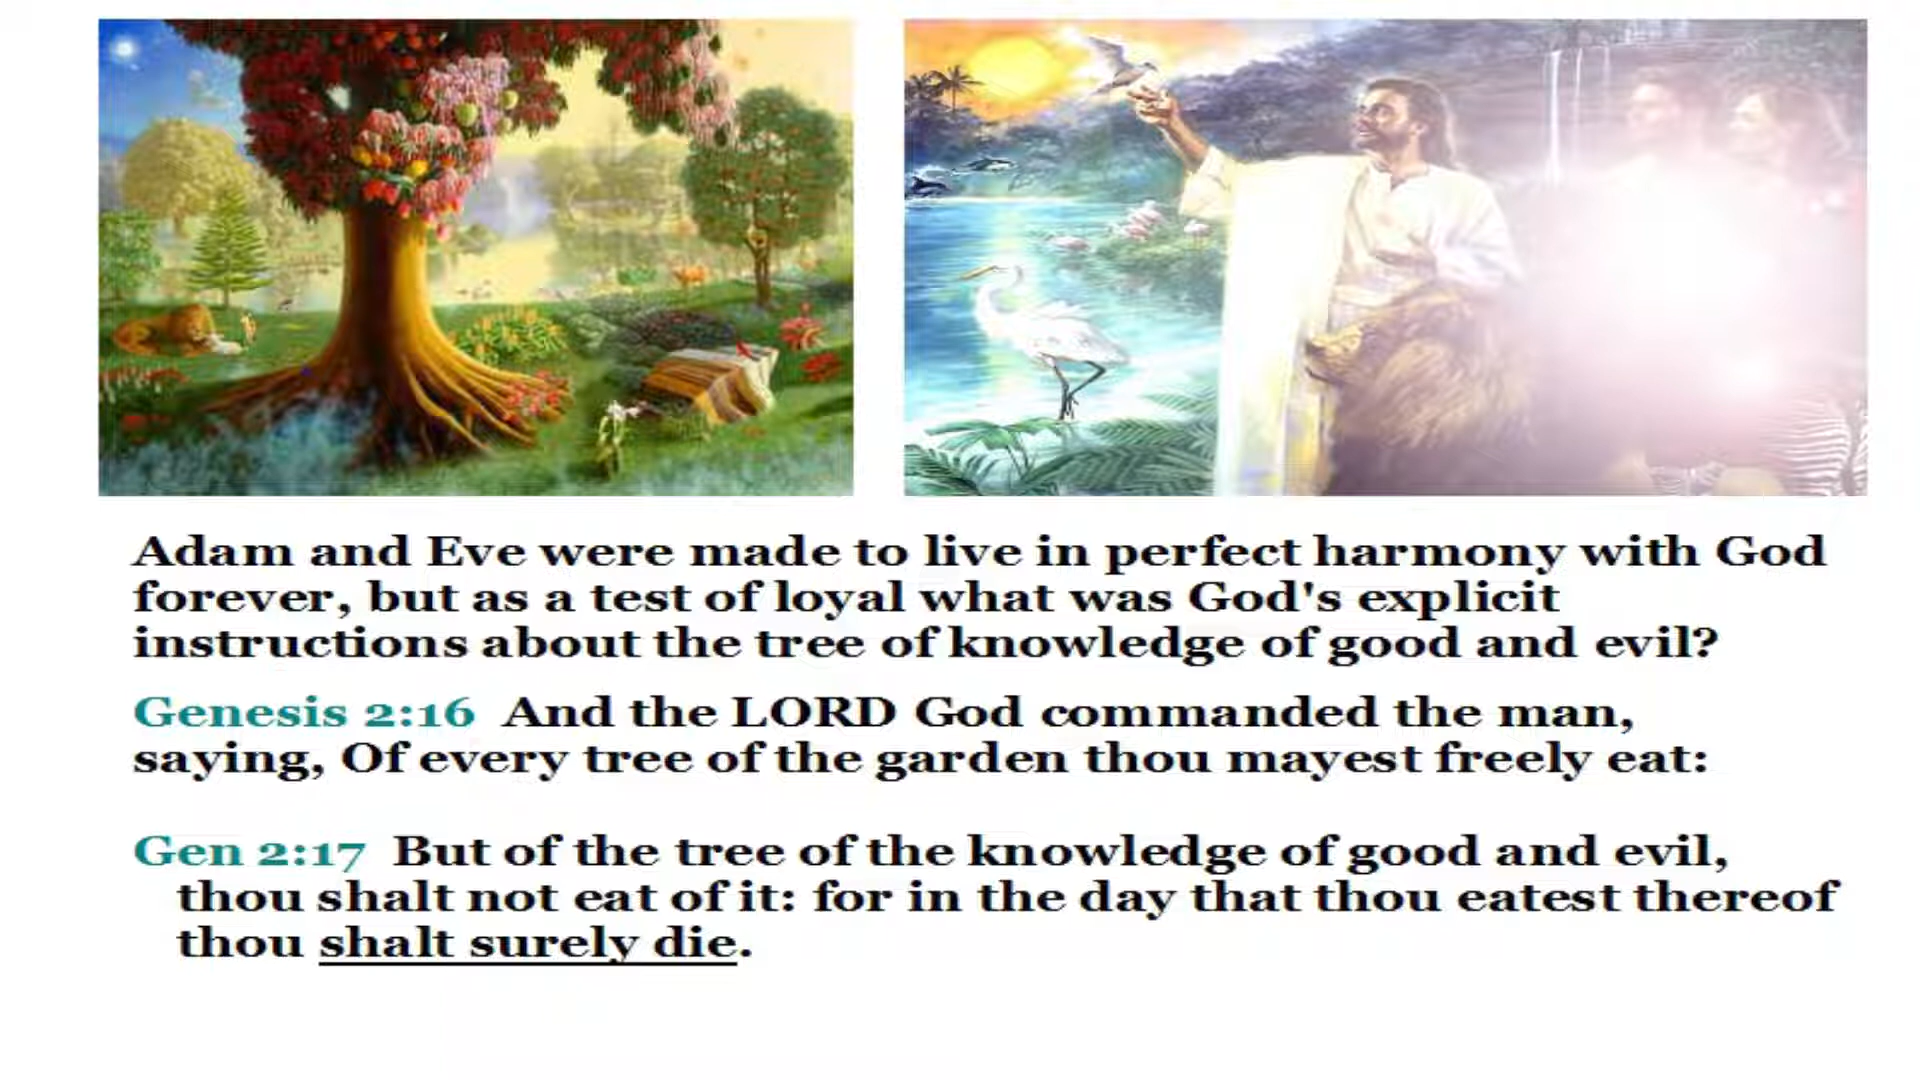 Adam and Eve were made to live in perfect harmony with God
forever, but as a test of loyal what was God's explicit
instructions about the tree of knowledge of good and evil?
Genesis 2:16 And the LORD God commanded the man,
saying, Of every tree of the garden thou mayest freely eat:
Gen 2:17 But of the tree of the knowledge of good and evil,
thou shalt not eat of it: for in the day that thou eatest thereof
thou shalt surely die.